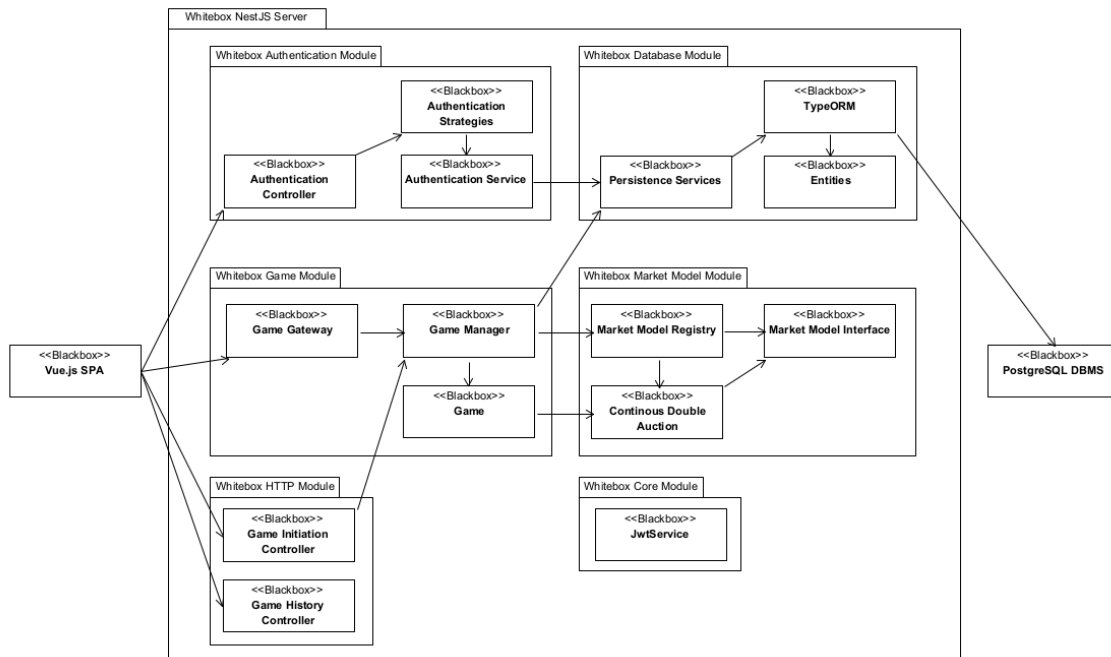 Whitebox NestJS Server
Whitebox Authentication Module
<<Blackbox>>
Authentication
Strategies
<<Blackbox>>
Authentication
Controller
<<Blackbox>>
Authentication Service
Whitebox Database Module
<<Blackbox>>
TypeORM
<<Blackbox>>
Persistence Services
<<Blackbox>>
Entities
Whitebox Game Module
<<Blackbox>>
Game Gateway
<<Blackbox>>
Game Manager
<<Blackbox>>
Game
Whitebox Market Model Module
<<Blackbox>>
Market Model Registry
<<Blackbox>>
Market Model Interface
<<Blackbox>>
Continous Double
Auction
<<Blackbox>>
Vue.js SPA
<<Blackbox>>
PostgreSQL DBMS
Whitebox HTTP Module
<<Blackbox>>
Game Initiation
Controller
<<Blackbox>>
Game History
Controller
Whitebox Core Module
<<Blackbox>>
JwtService